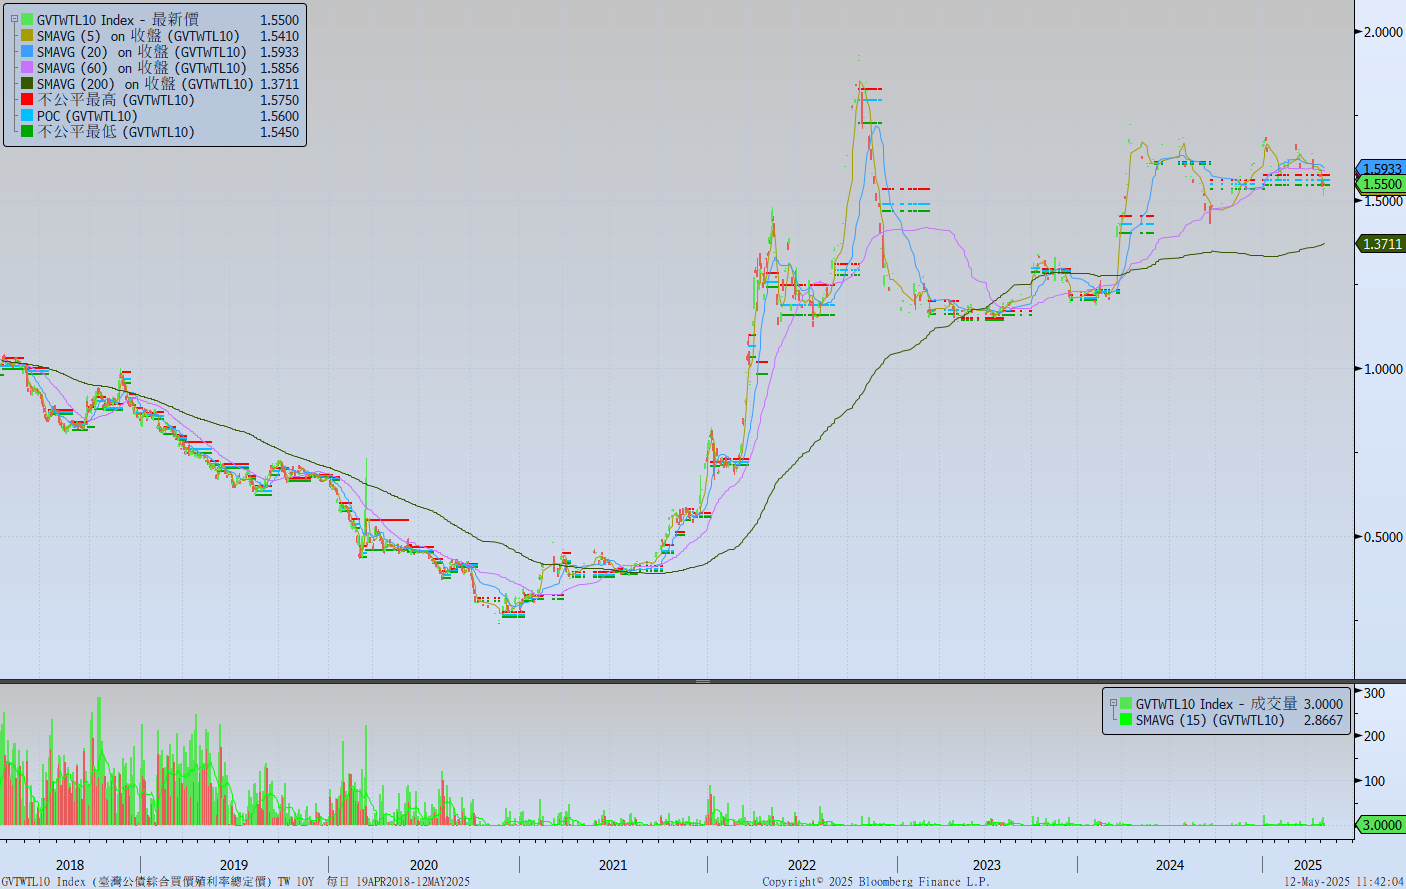 GVTWTL10 Index - 最新價 1.5500
SMAVG (5) on 收盤 (GVTWTL10) 1.5410
SMAVG (20) on 收盤 (GVTWTL10) 1.5933
SMAVG (60) on 收盤 (GVTWTL10) 1.5856
SMAVG (200) on 收盤 (GVTWTL10) 1.3711
不公平最高 (GVTWTL10) 1.5750
POC (GVTWTL10) 1.5600
不公平最低 (GVTWTL10) 1.5450
2.0000
1.5933
1.5500
1.5000
1.3711
1.0000
0.5000
GVTWTL10 Index - 成交量 3.0000
SMAVG (15) (GVTWTL10) 2.8667
300
200
100
3.0000
2018 2019 2020 2021 2022 2023 2024 2025
GVTWTL10 Index (臺灣公債綜合買價殖利率總定價) TW 10Y 每日 19APR2018-12MAY2025 Copyright© 2025 Bloomberg Finance L.P. 12-May-2025 11:42:04